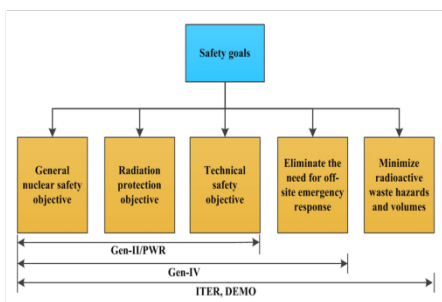 Safety goals
General
nuclear safety
objective
Radiation
protection
objective
Technical
safety
objective
Eliminate the
need for off-
site emergency
response
Minimize
radioactive
waste hazards
and volumes
Gen-II/PWR
Gen-IV
ITER, DEMO